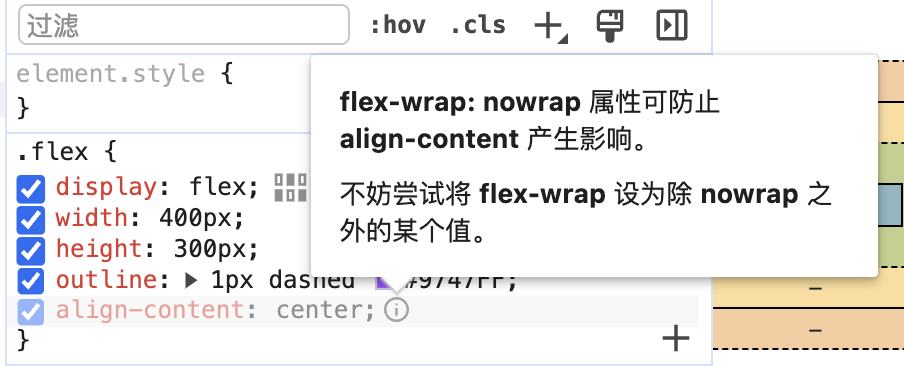 过滤
:hov .cls
element.style {
}
flex-wrap: nowrap 属性可防止
align-content 产生影响。
不妨尝试将 flex-wrap 设为除 nowrap 之
外的某个值。
.flex {
display: flex;
width: 400px;
height: 300px;
outline: 1px dashed #9747FF;
align-content: center;
}
–
–